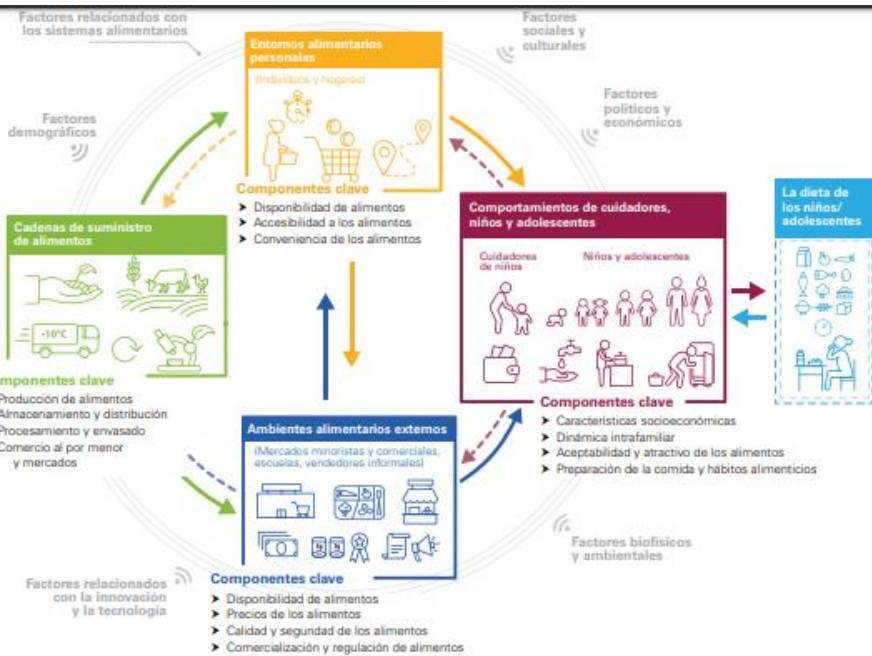 Factores relacionados con
los sistemas alimentarios
Factores
sociales y
culturales
Factores
demográficos
Factores
políticos y
económicos
Entornos alimentarios
personales
(Individuos y hogares)
Componentes clave
➤ Disponibilidad de alimentos
➤ Accesibilidad a los alimentos
➤ Conveniencia de los alimentos
Cadenas de suministro
de alimentos
-10°C
omponentes clave
Producción de alimentos
Almacenamiento y distribución
Procesamiento y envasado
Comercio al por menor
y mercados
Comportamientos de cuidadores,
niños y adolescentes
Cuidadores
de niños
Niños y adolescentes
Componentes clave
➤ Características socioeconómicas
➤ Dinámica intrafamiliar
➤ Aceptabilidad y atractivo de los alimentos
➤ Preparación de la comida y hábitos alimenticios
La dieta de
los niños/
adolescentes
Ambientes alimentarios externos
(Mercados minoristas y comerciales,
escuelas, vendedores informales)
Componentes clave
➤ Disponibilidad de alimentos
➤ Precios de los alimentos
➤ Calidad y seguridad de los alimentos
➤ Comercialización y regulación de alimentos
Factores relacionados
con la innovación
y la tecnología
Factores biofísicos
y ambientales